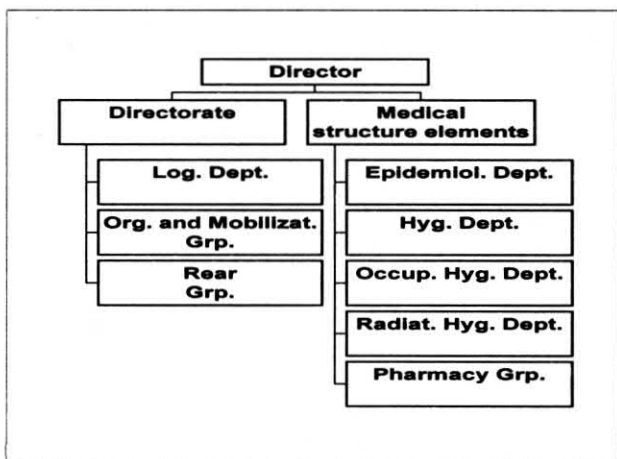 Director
Directorate
Medical
structure elements
Log. Dept.
Org. and Mobilizat.
Grp.
Rear
Grp.
Epidemiol. Dept.
Hyg. Dept.
Occup. Hyg. Dept.
Radiat. Hyg. Dept.
Pharmacy Grp.